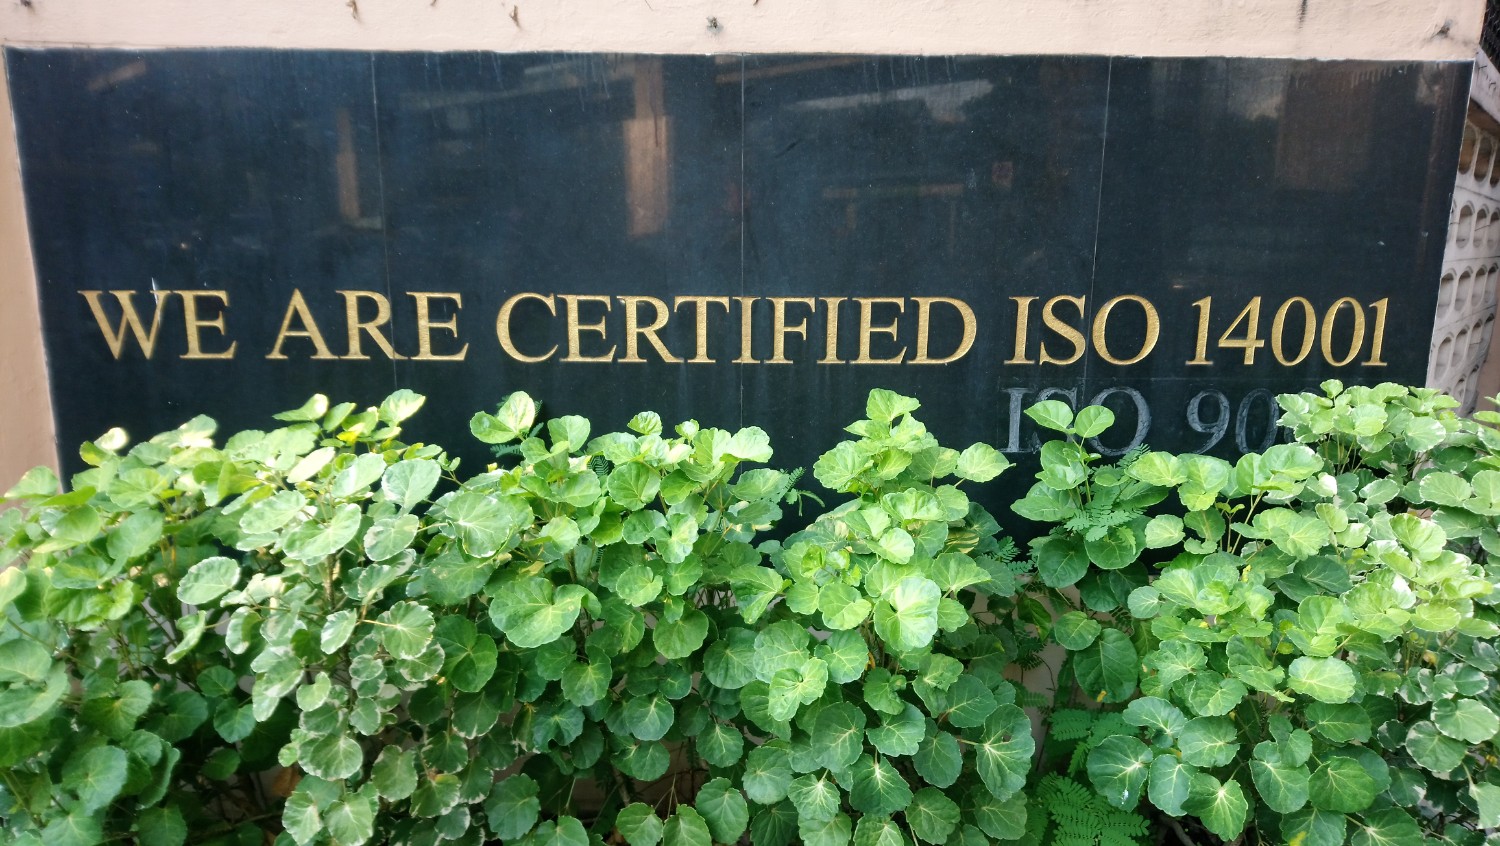 WE ARE CERTIFIED ISO 14001
ISO